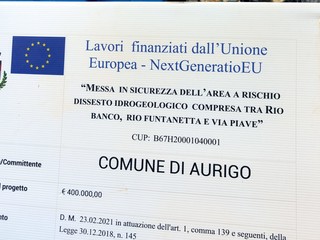 Lavori finanziati dall'Unione
Europea - NextGeneratioEU
“MESSA IN SICUREZZA DELL'AREA A RISCHIO
DISSESTO IDROGEOLOGICO COMPRESA TRA RIO
BANCO, RIO FUNTANETTA E VIA PIAVE”
CUP: B67H20001040001
/Committente
COMUNE DI AURIGO
l progetto
€ 400.000,00
nto
D. M. 23.02.2021 in attuazione dell'art. 1, comma 139 e seguenti, della
Legge 30.12.2018, n. 145